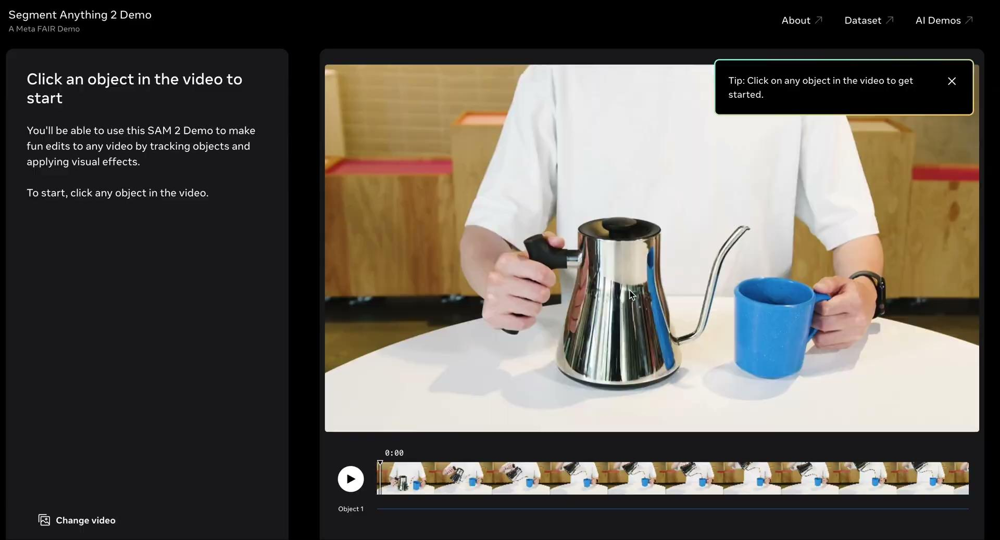 Segment Anything 2 Demo
A Meta FAIR Demo
About
Dataset
AI Demos
Click an object in the video to
start
You'll be able to use this SAM 2 Demo to make
fun edits to any video by tracking objects and
applying visual effects.
To start, click any object in the video.
Change video
Tip: Click on any object in the video to get
started.
0:00
Object 1